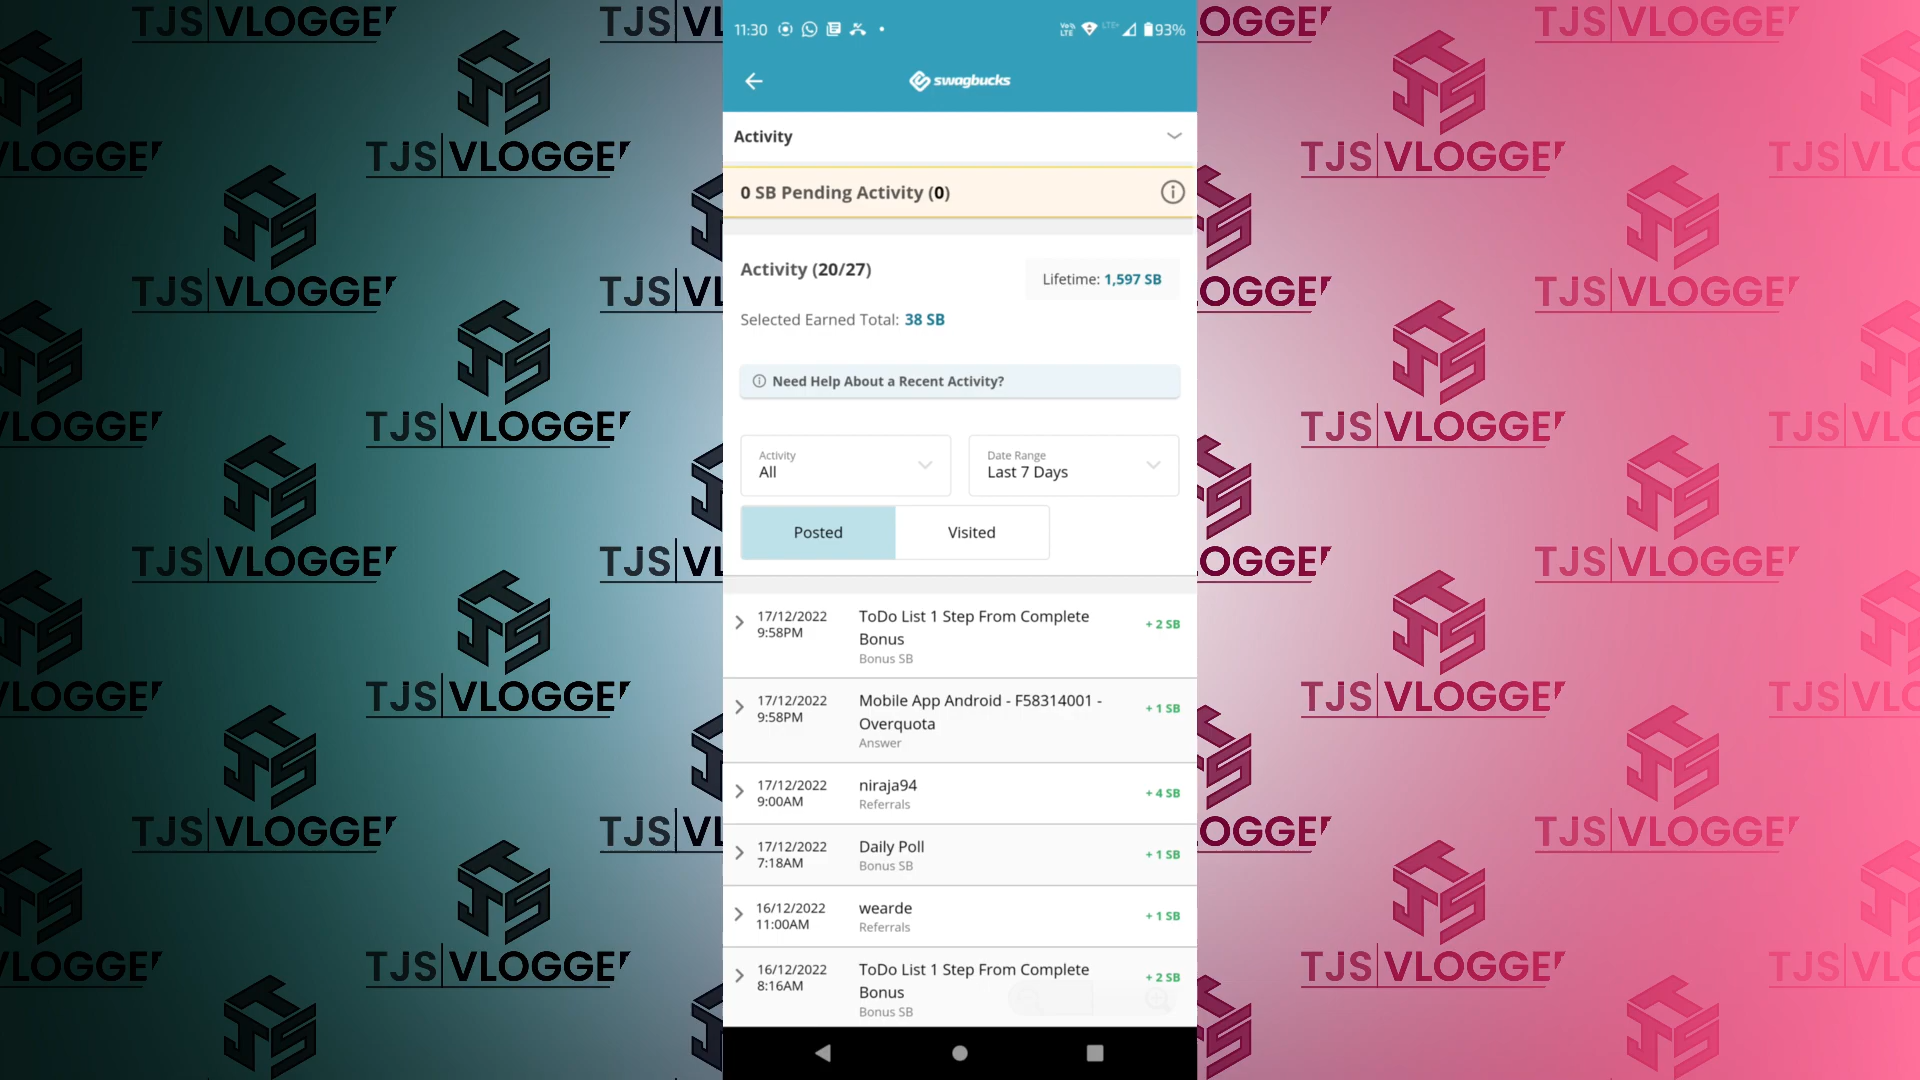 11:30
93%
swagbucks
Activity
0 SB Pending Activity (0)
Activity (20/27)
Lifetime: 1,597 SB
Selected Earned Total: 38 SB
Need Help About a Recent Activity?
Activity
All
Date Range
Last 7 Days
Posted
Visited
17/12/2022
9:58PM
ToDo List 1 Step From Complete
Bonus
Bonus SB
+ 2 SB
17/12/2022
9:58PM
Mobile App Android - F58314001 -
Overquota
Answer
+ 1 SB
17/12/2022
9:00AM
niraja94
Referrals
+ 4 SB
17/12/2022
7:18AM
Daily Poll
Bonus SB
+ 1 SB
16/12/2022
11:00AM
wearde
Referrals
+ 1 SB
16/12/2022
8:16AM
ToDo List 1 Step From Complete
Bonus
Bonus SB
+ 2 SB